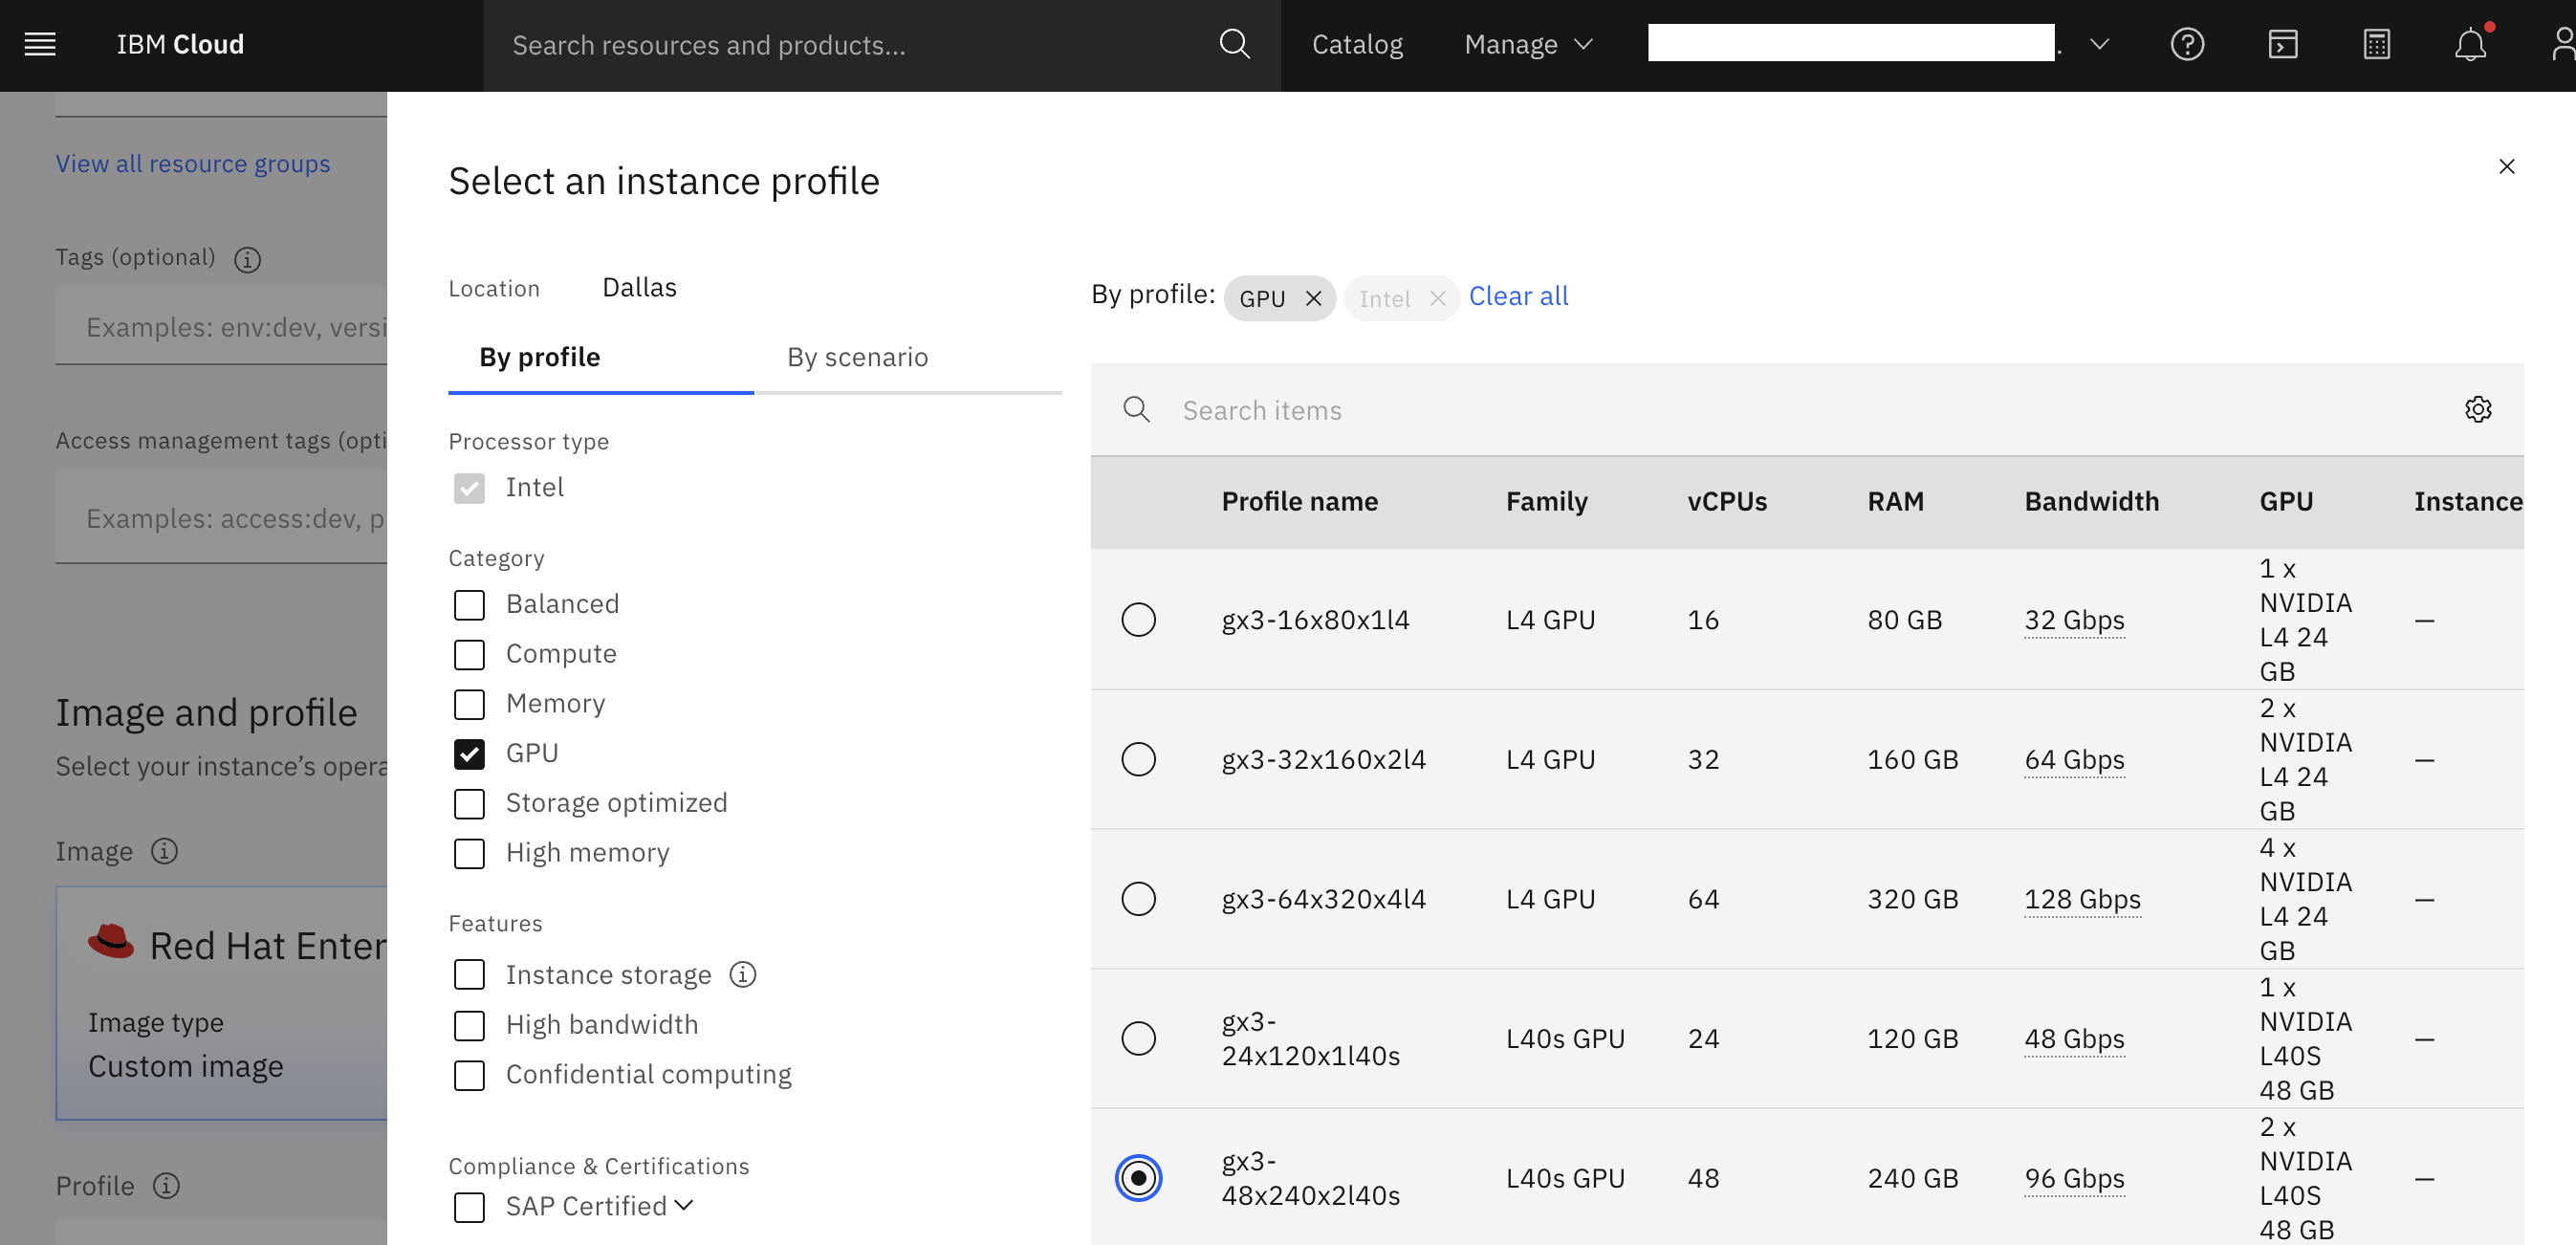 IBM Cloud
Search resources and products...
Catalog
Manage
.
View all resource groups
Tags (optional)
Examples: env:dev, versi
Access management tags (opti
Examples: access:dev, p
Image and profile
Select your instance's opera
Image
Red Hat Enter
Image type
Custom image
Profile
Select an instance profile
Location Dallas
By profile By scenario
Processor type
Intel
Category
Balanced
Compute
Memory
GPU
Storage optimized
High memory
Features
Instance storage
High bandwidth
Confidential computing
Compliance & Certifications
SAP Certified
By profile: GPU Intel Clear all
Search items
Profile name Family vCPUs RAM Bandwidth GPU Instance
gx3-16x80x1l4 L4 GPU 16 80 GB 32 Gbps
1 x
NVIDIA
L4 24
GB
–
gx3-32x160x2l4 L4 GPU 32 160 GB 64 Gbps
2 x
NVIDIA
L4 24
GB
–
gx3-64x320x4l4 L4 GPU 64 320 GB 128 Gbps
4 x
NVIDIA
L4 24
GB
–
gx3-
24x120x1l40s
L40s GPU 24 120 GB 48 Gbps
1 x
NVIDIA
L40S
48 GB
–
gx3-
48x240x2l40s
L40s GPU 48 240 GB 96 Gbps
2 x
NVIDIA
L40S
48 GB
–